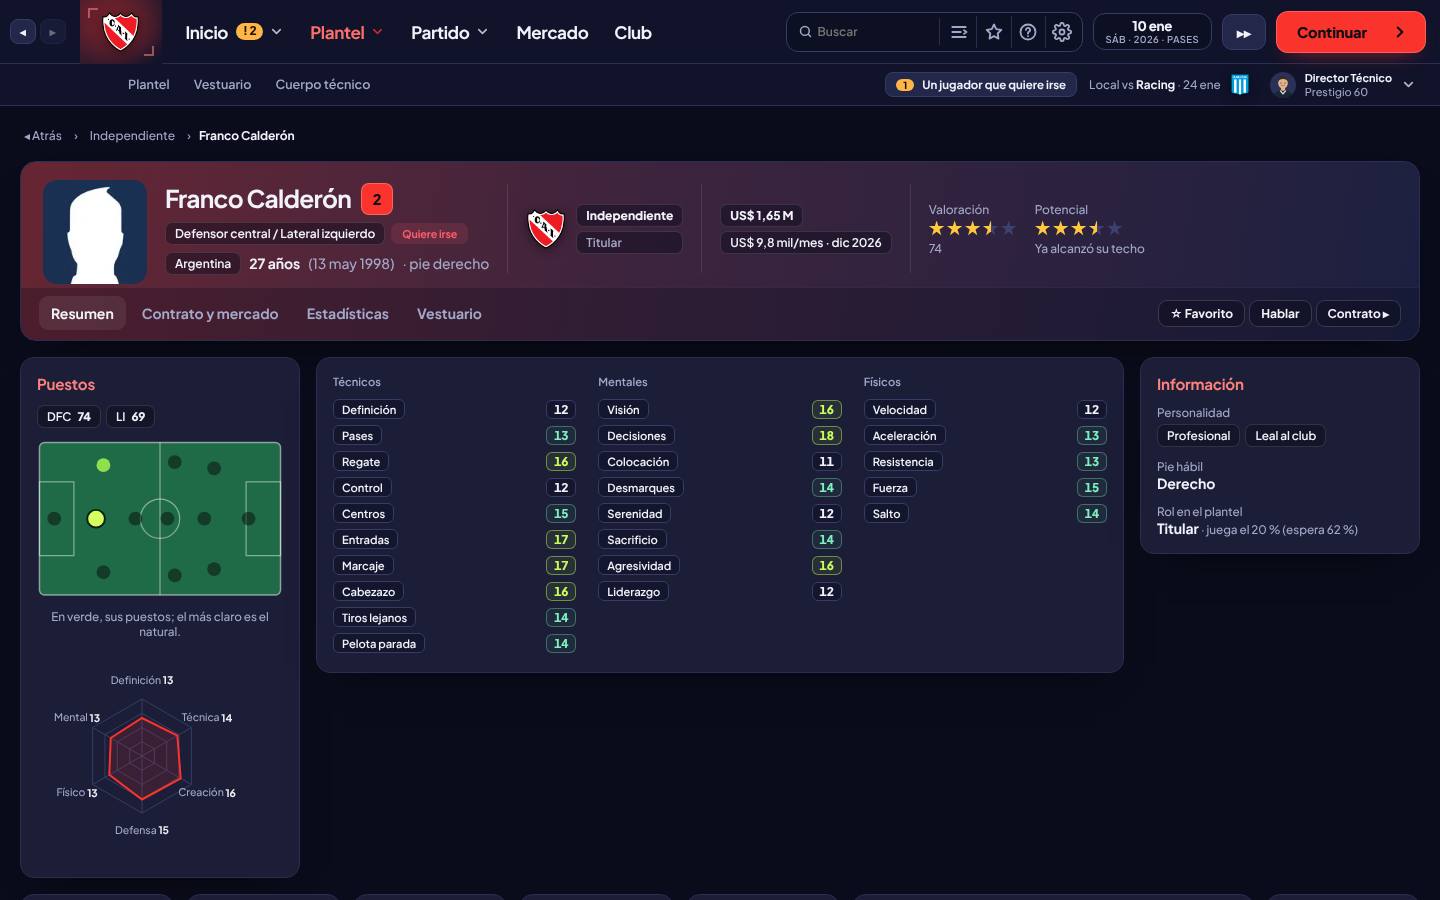 Inicio ! 2
Plantel
Partido
Mercado
Club
Buscar
10 ene
SÁB · 2026 · PASES
Continuar
Plantel
Vestuario
Cuerpo técnico
1 Un jugador que quiere irse
Local vs Racing · 24 ene
Director Técnico
Prestigio 60
Atrás › Independiente › Franco Calderón
Franco Calderón 2
Defensor central / Lateral izquierdo
Quiere irse
Argentina 27 años (13 may 1998) · pie derecho
CAI
Independiente
Titular
US$ 1,65 M
US$ 9,8 mil/mes · dic 2026
Valoración
74
Potencial
Ya alcanzó su techo
Resumen
Contrato y mercado
Estadísticas
Vestuario
Favorito
Hablar
Contrato
Puestos
DFC 74
LI 69
En verde, sus puestos; el más claro es el
natural.
Definición 13
Mental 13
Técnica 14
Físico 13
Creación 16
Defensa 15
Técnicos
Definición 12
Pases 13
Regate 16
Control 12
Centros 15
Entradas 17
Marcaje 17
Cabezazo 16
Tiros lejanos 14
Pelota parada 14
Mentales
Visión 16
Decisiones 18
Colocación 11
Desmarques 14
Serenidad 12
Sacrificio 14
Agresividad 16
Liderazgo 12
Físicos
Velocidad 12
Aceleración 13
Resistencia 13
Fuerza 15
Salto 14
Información
Personalidad
Profesional
Leal al club
Pie hábil
Derecho
Rol en el plantel
Titular · juega el 20 % (espera 62 %)